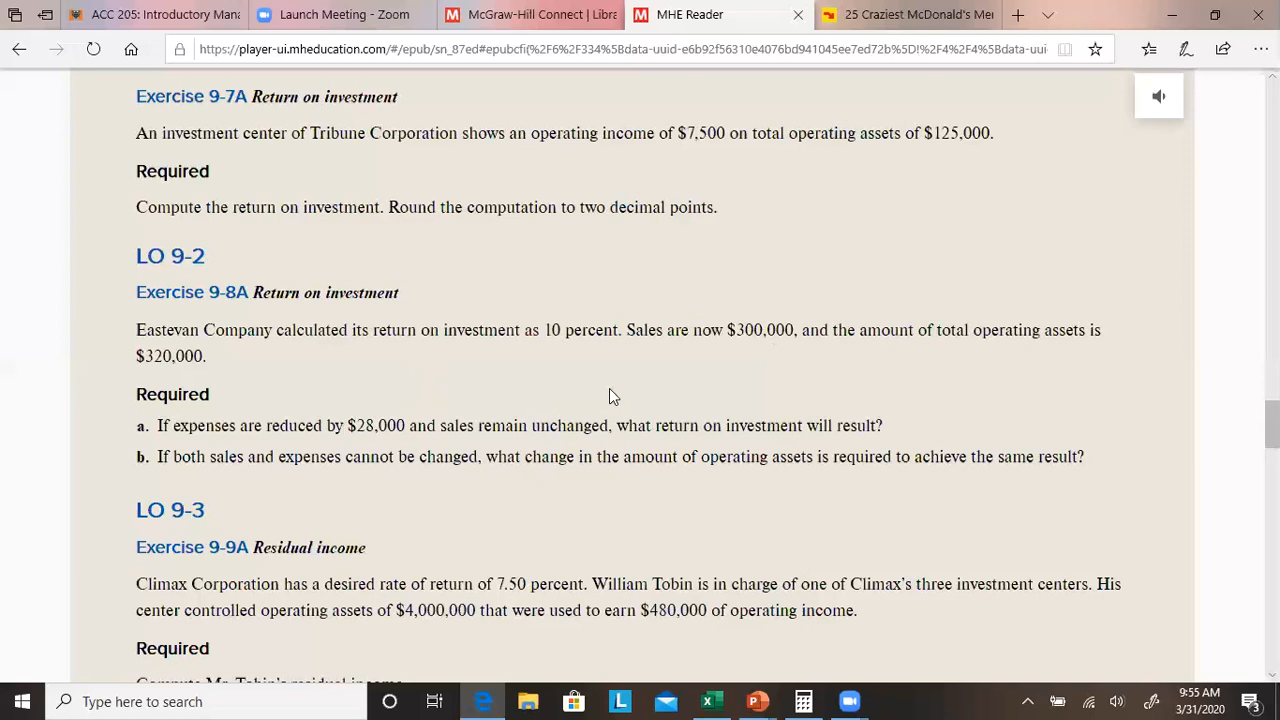 ACC 205: Introductory Mana
Launch Meeting - Zoom
McGraw-Hill Connect | Libra
MHE Reader
25 Craziest McDonald's Mer
https://player-ui.mheducation.com/#/epub/sn_87ed#epubcfi(%2F6%2F334%5Bdata-uuid-e6b92f56310e4076bd941045ee7ed72b%5D!%2F4%2F4%5Bdata-uui
Exercise 9-7A Return on investment
An investment center of Tribune Corporation shows an operating income of $7,500 on total operating assets of $125,000.
Required
Compute the return on investment. Round the computation to two decimal points.
LO 9-2
Exercise 9-8A Return on investment
Eastevan Company calculated its return on investment as 10 percent. Sales are now $300,000, and the amount of total operating assets is
$320,000.
Required
a. If expenses are reduced by $28,000 and sales remain unchanged, what return on investment will result?
b. If both sales and expenses cannot be changed, what change in the amount of operating assets is required to achieve the same result?
LO 9-3
Exercise 9-9A Residual income
Climax Corporation has a desired rate of return of 7.50 percent. William Tobin is in charge of one of Climax's three investment centers. His
center controlled operating assets of $4,000,000 that were used to earn $480,000 of operating income.
Required
Compute Mr. Tobin's residual income.
Type here to search
9:55 AM
3/31/2020
3